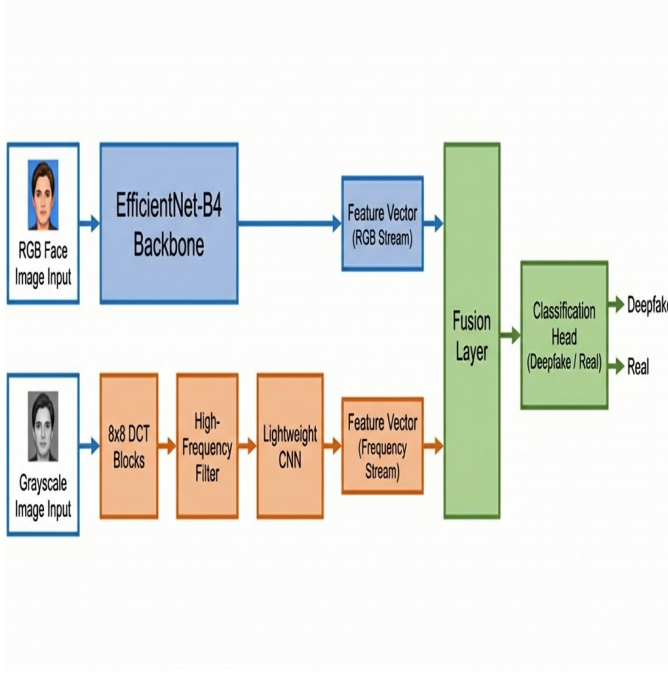 RGB Face
Image Input
EfficientNet-B4
Backbone
Feature Vector
(RGB Stream)
Grayscale
Image Input
8x8 DCT
Blocks
High-
Frequency
Filter
Lightweight
CNN
Feature Vector
(Frequency
Stream)
Fusion
Layer
Classification
Head
(Deepfake / Real)
Deepfake
Real